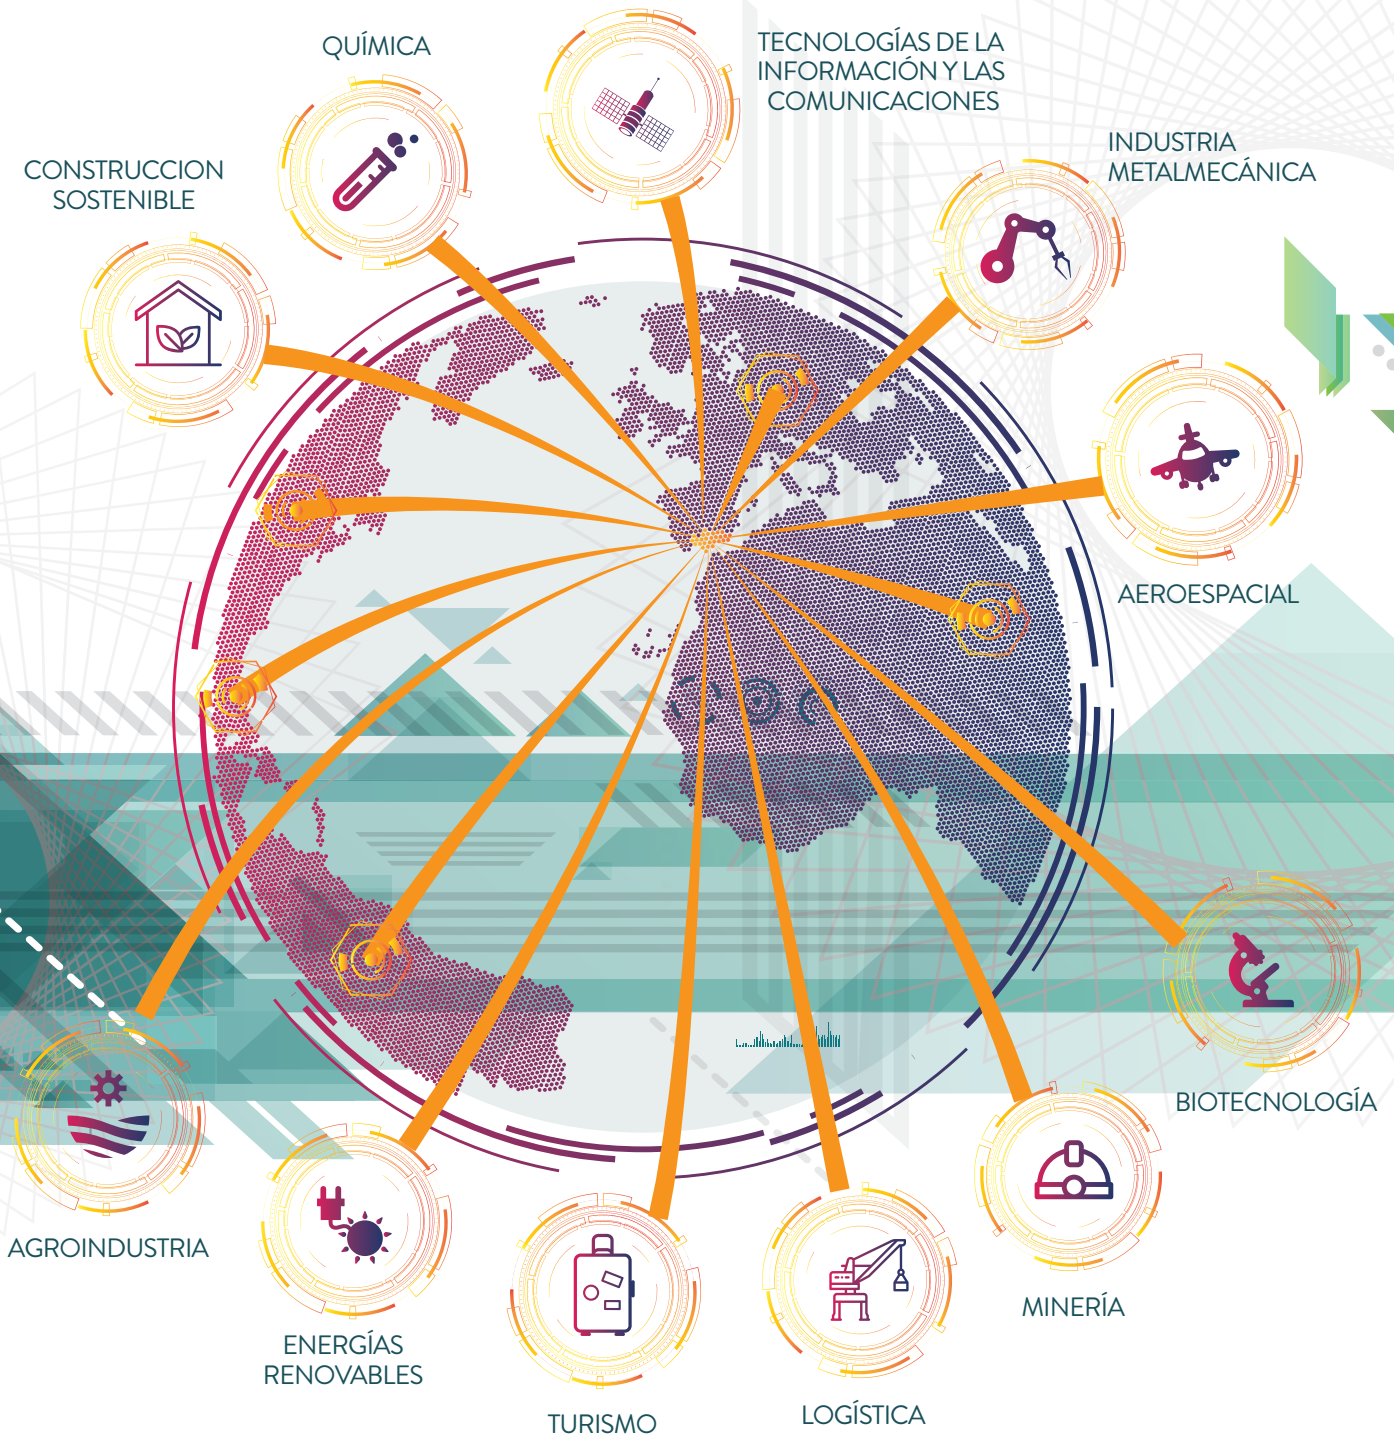 QUÍMICA
TECNOLOGÍAS DE LA
INFORMACIÓN Y LAS
COMUNICACIONES
INDUSTRIA
METALMECÁNICA
CONSTRUCCION
SOSTENIBLE
AEROESPACIAL
BIOTECNOLOGÍA
AGROINDUSTRIA
MINERÍA
ENERGÍAS
RENOVABLES
TURISMO
LOGÍSTICA